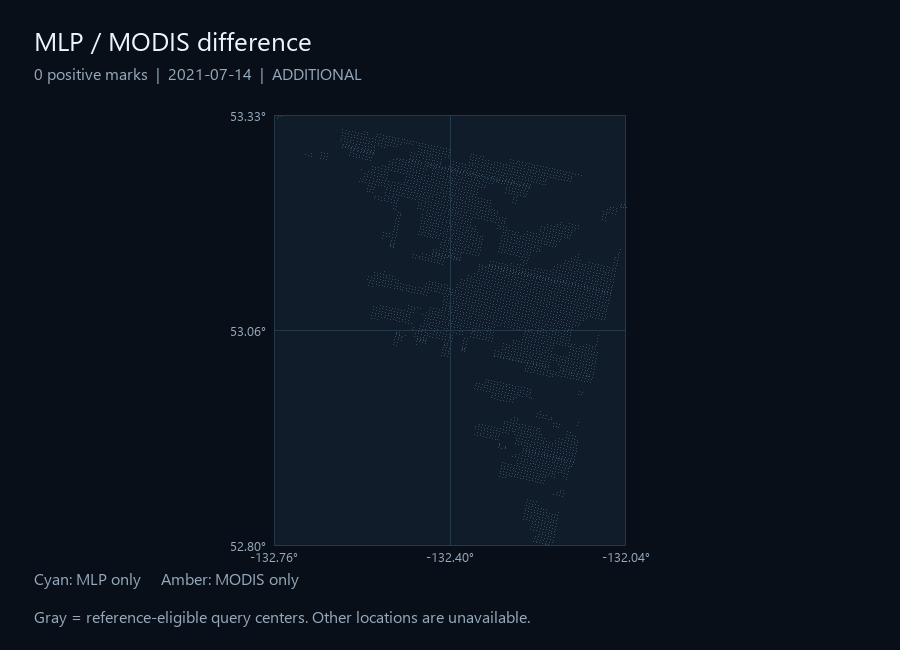 MLP / MODIS difference
0 positive marks | 2021-07-14 | ADDITIONAL
53.33°
53.06°
52.80°
-132.76° -132.40° -132.04°
Cyan: MLP only Amber: MODIS only
Gray = reference-eligible query centers. Other locations are unavailable.